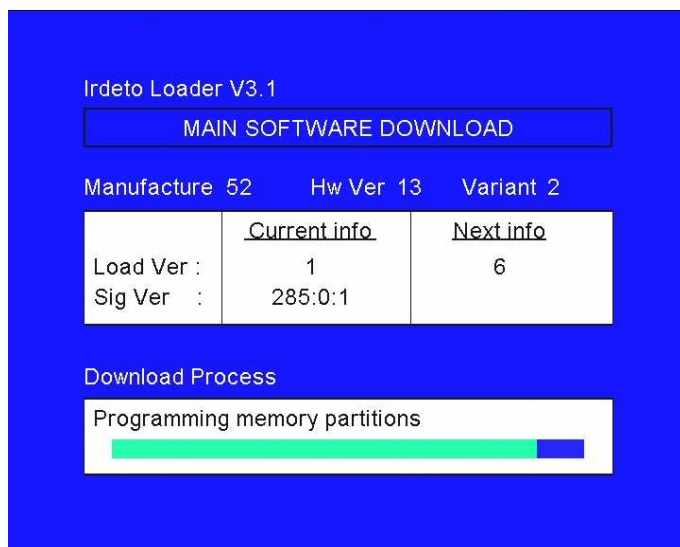 Irdeto Loader V3.1
MAIN SOFTWARE DOWNLOAD
Manufacture 52 Hw Ver 13 Variant 2
Current info Next info
Load Ver : 1 6
Sig Ver : 285:0:1
Download Process
Programming memory partitions